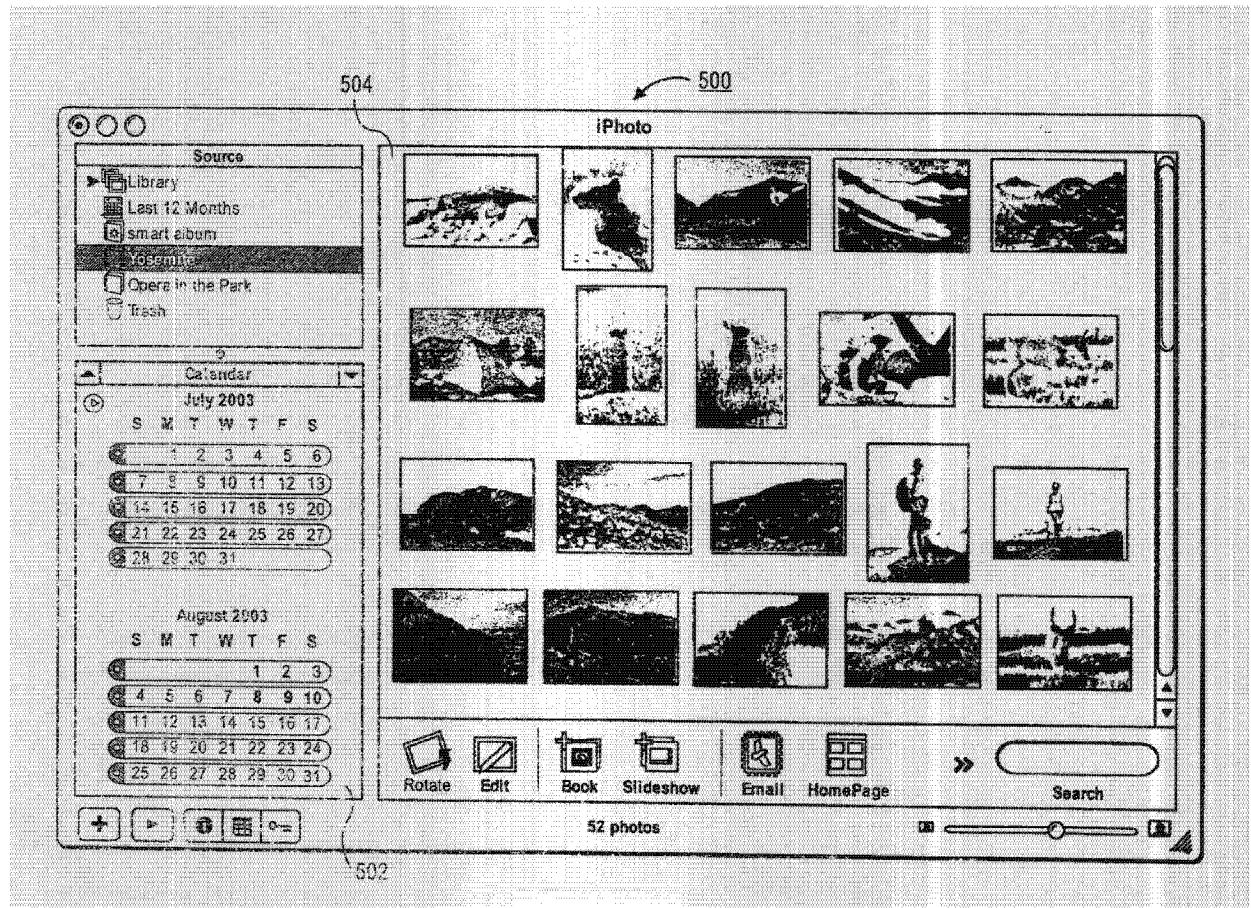 504
500
iPhoto
Source
Library
Last 12 Months
smart album
Yosemite
Opera in the Park
Trash
Calendar
July 2003
S M T W T F S
1 2 3 4 5 6
7 8 9 10 11 12 13
14 15 16 17 18 19 20
21 22 23 24 25 26 27
28 29 30 31
August 2003
S M T W T F S
1 2 3
4 5 6 7 8 9 10
11 12 13 14 15 16 17
18 19 20 21 22 23 24
25 26 27 28 29 30 31
Rotate Edit Book Slideshow Email HomePage » Search
52 photos
502